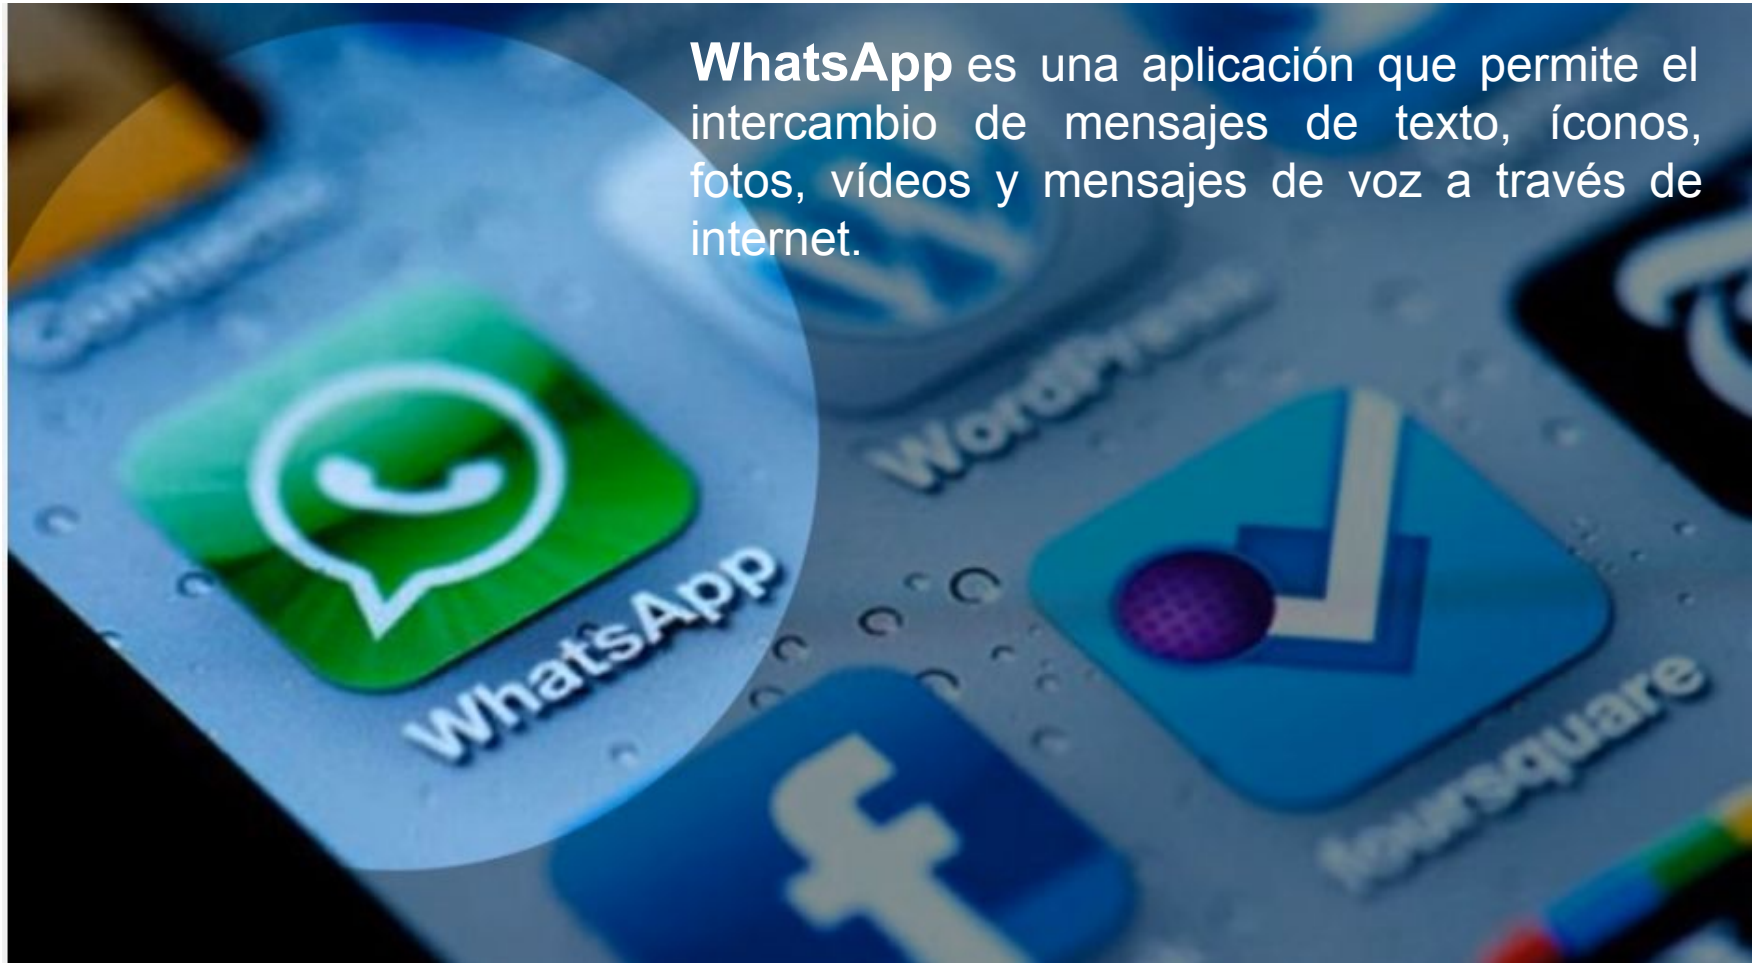 WhatsApp es una aplicación que permite el
intercambio de mensajes de texto, íconos,
fotos, vídeos y mensajes de voz a través de
internet.
WordPress
WhatsApp
foursquare